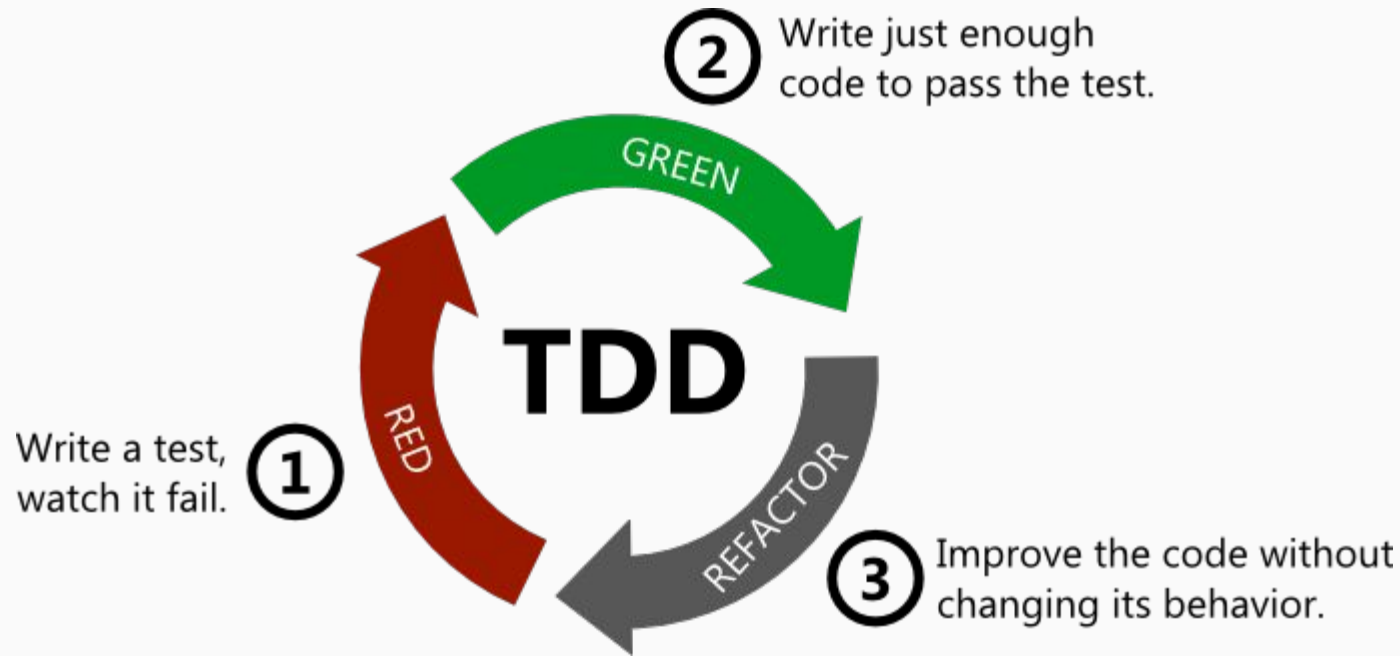 2
Write just enough
code to pass the test.
GREEN
TDD
RED
Write a test,
watch it fail.
1
REFACTOR
3
Improve the code without
changing its behavior.